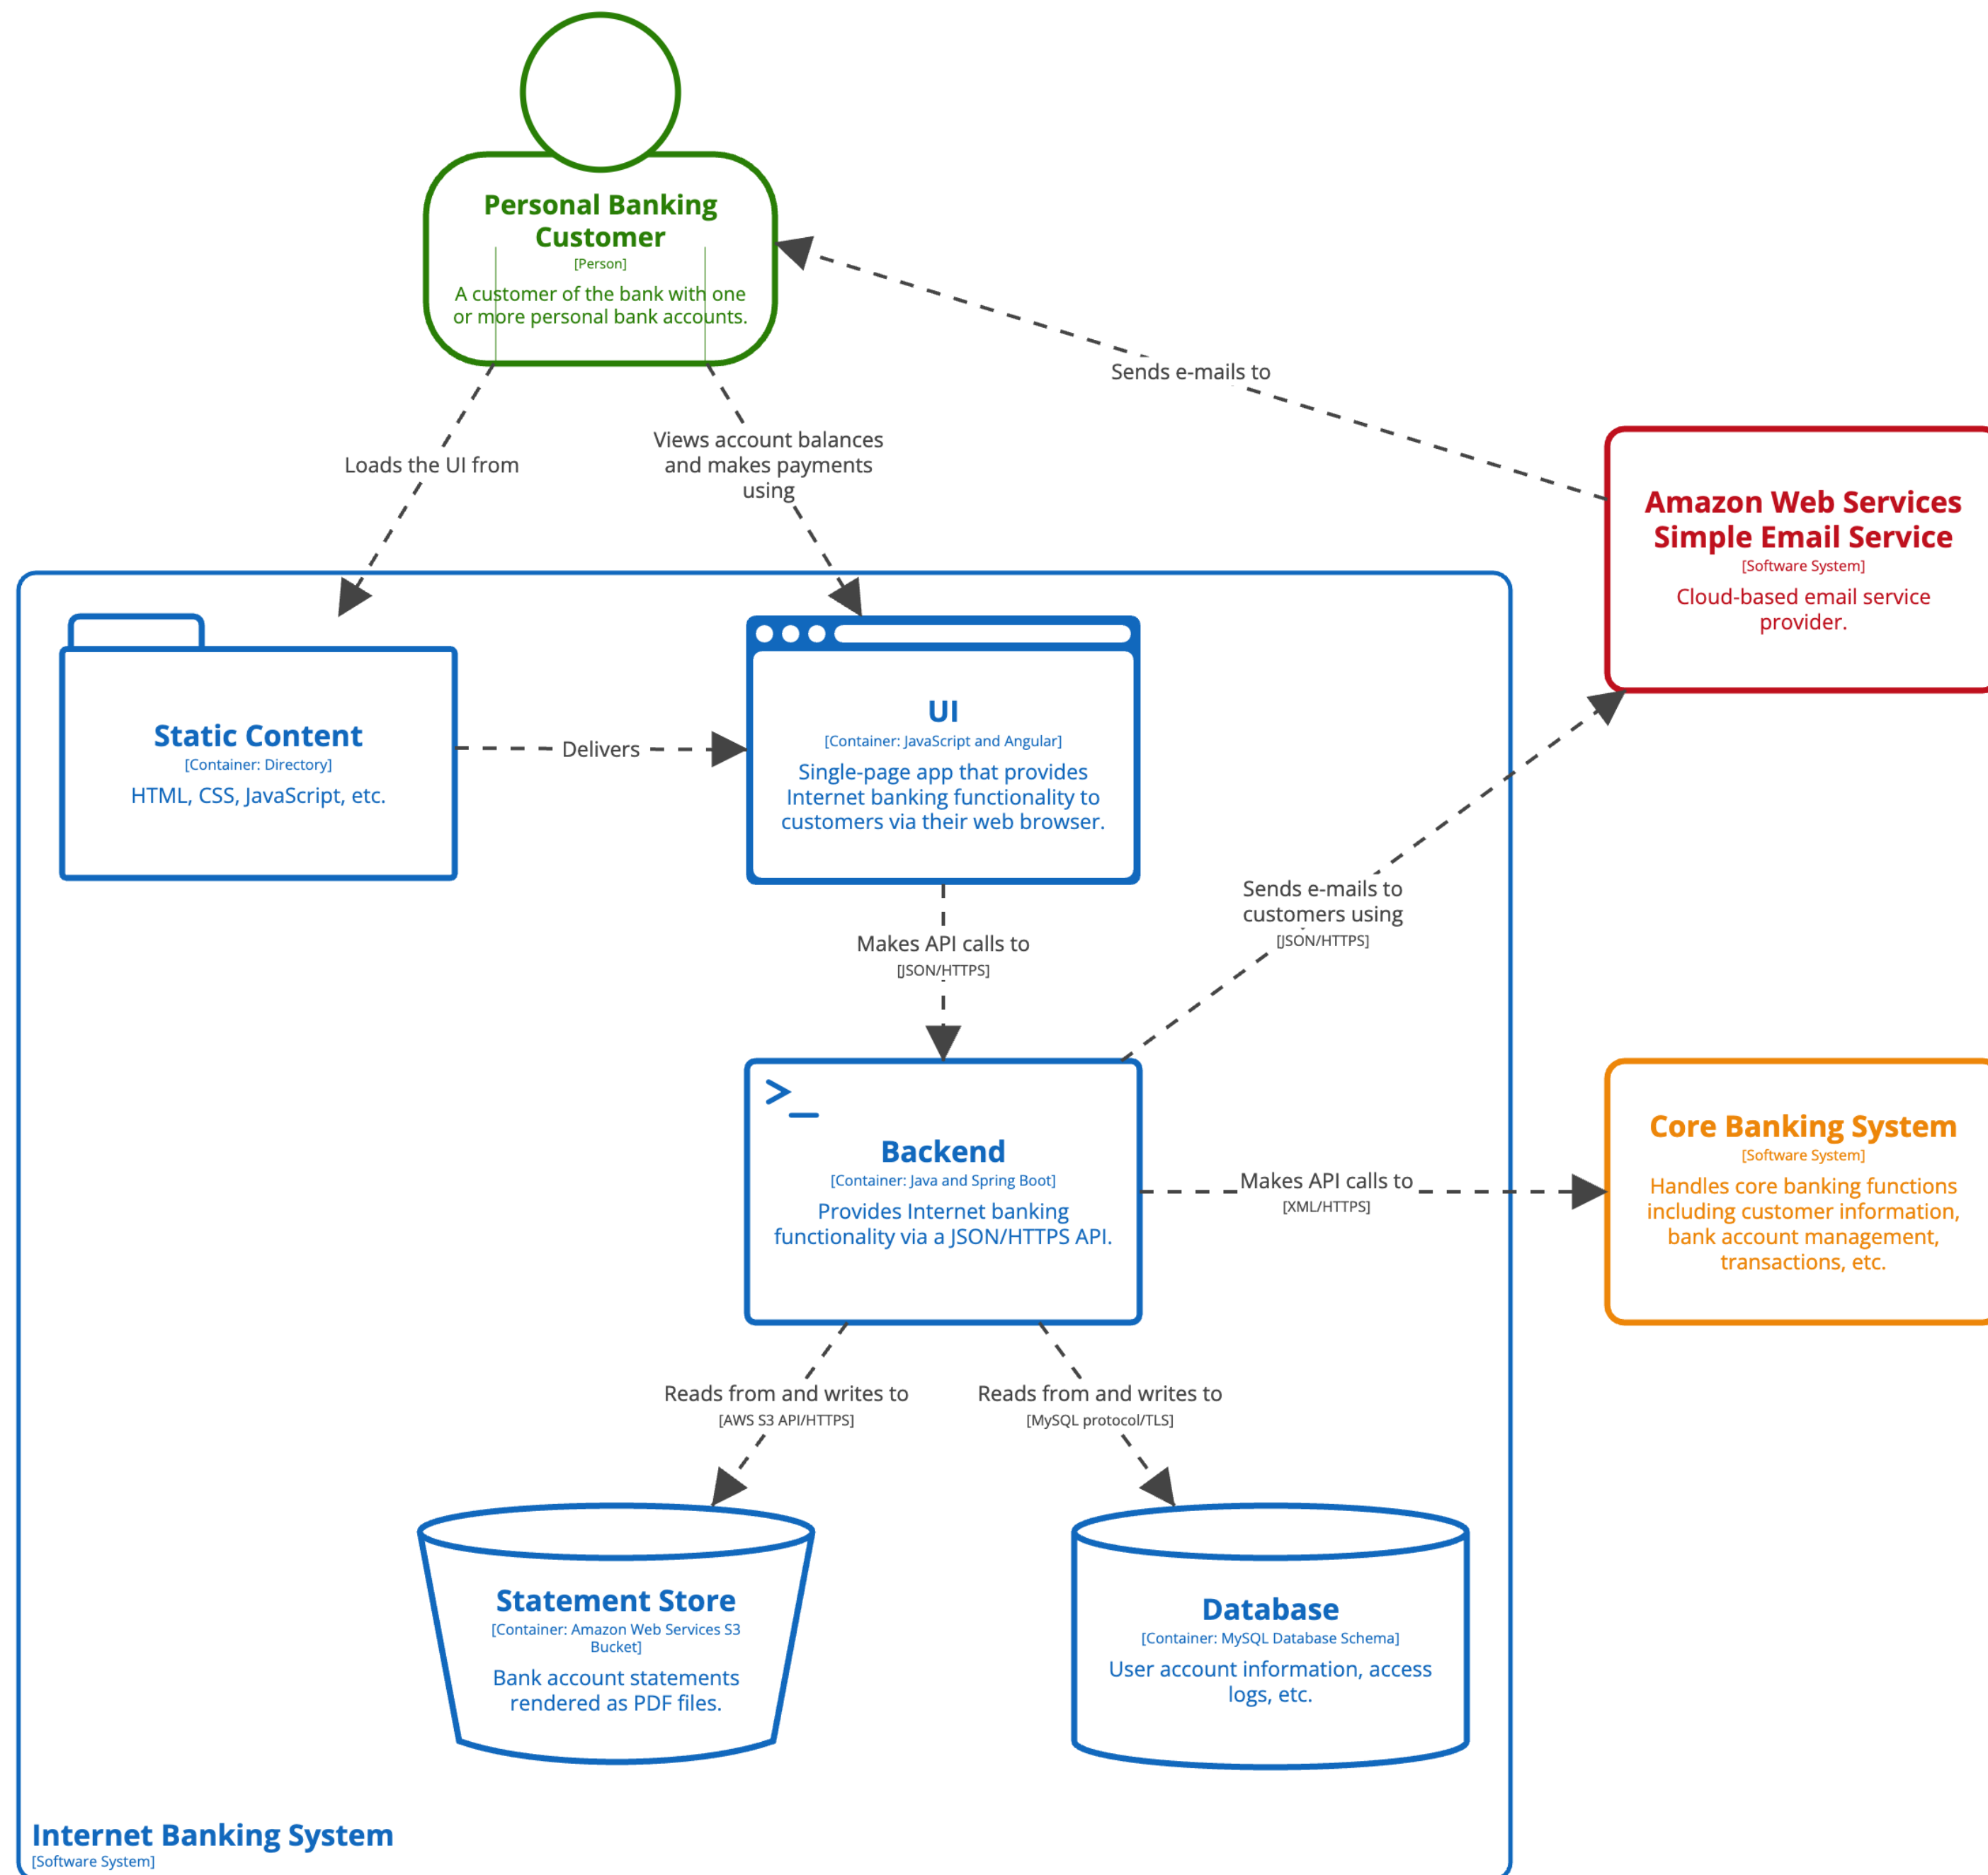 Personal Banking
Customer
[Person]
A customer of the bank with one
or more personal bank accounts.
Sends e-mails to
Loads the UI from
Views account balances
and makes payments
using
Amazon Web Services
Simple Email Service
[Software System]
Cloud-based email service
provider.
Static Content
[Container: Directory]
HTML, CSS, JavaScript, etc.
Delivers
UI
[Container: JavaScript and Angular]
Single-page app that provides
Internet banking functionality to
customers via their web browser.
Makes API calls to
[JSON/HTTPS]
Sends e-mails to
customers using
[JSON/HTTPS]
Backend
[Container: Java and Spring Boot]
Provides Internet banking
functionality via a JSON/HTTPS API.
Makes API calls to
[XML/HTTPS]
Core Banking System
[Software System]
Handles core banking functions
including customer information,
bank account management,
transactions, etc.
Reads from and writes to
[AWS S3 API/HTTPS]
Reads from and writes to
[MySQL protocol/TLS]
Statement Store
[Container: Amazon Web Services S3
Bucket]
Bank account statements
rendered as PDF files.
Database
[Container: MySQL Database Schema]
User account information, access
logs, etc.
Internet Banking System
[Software System]